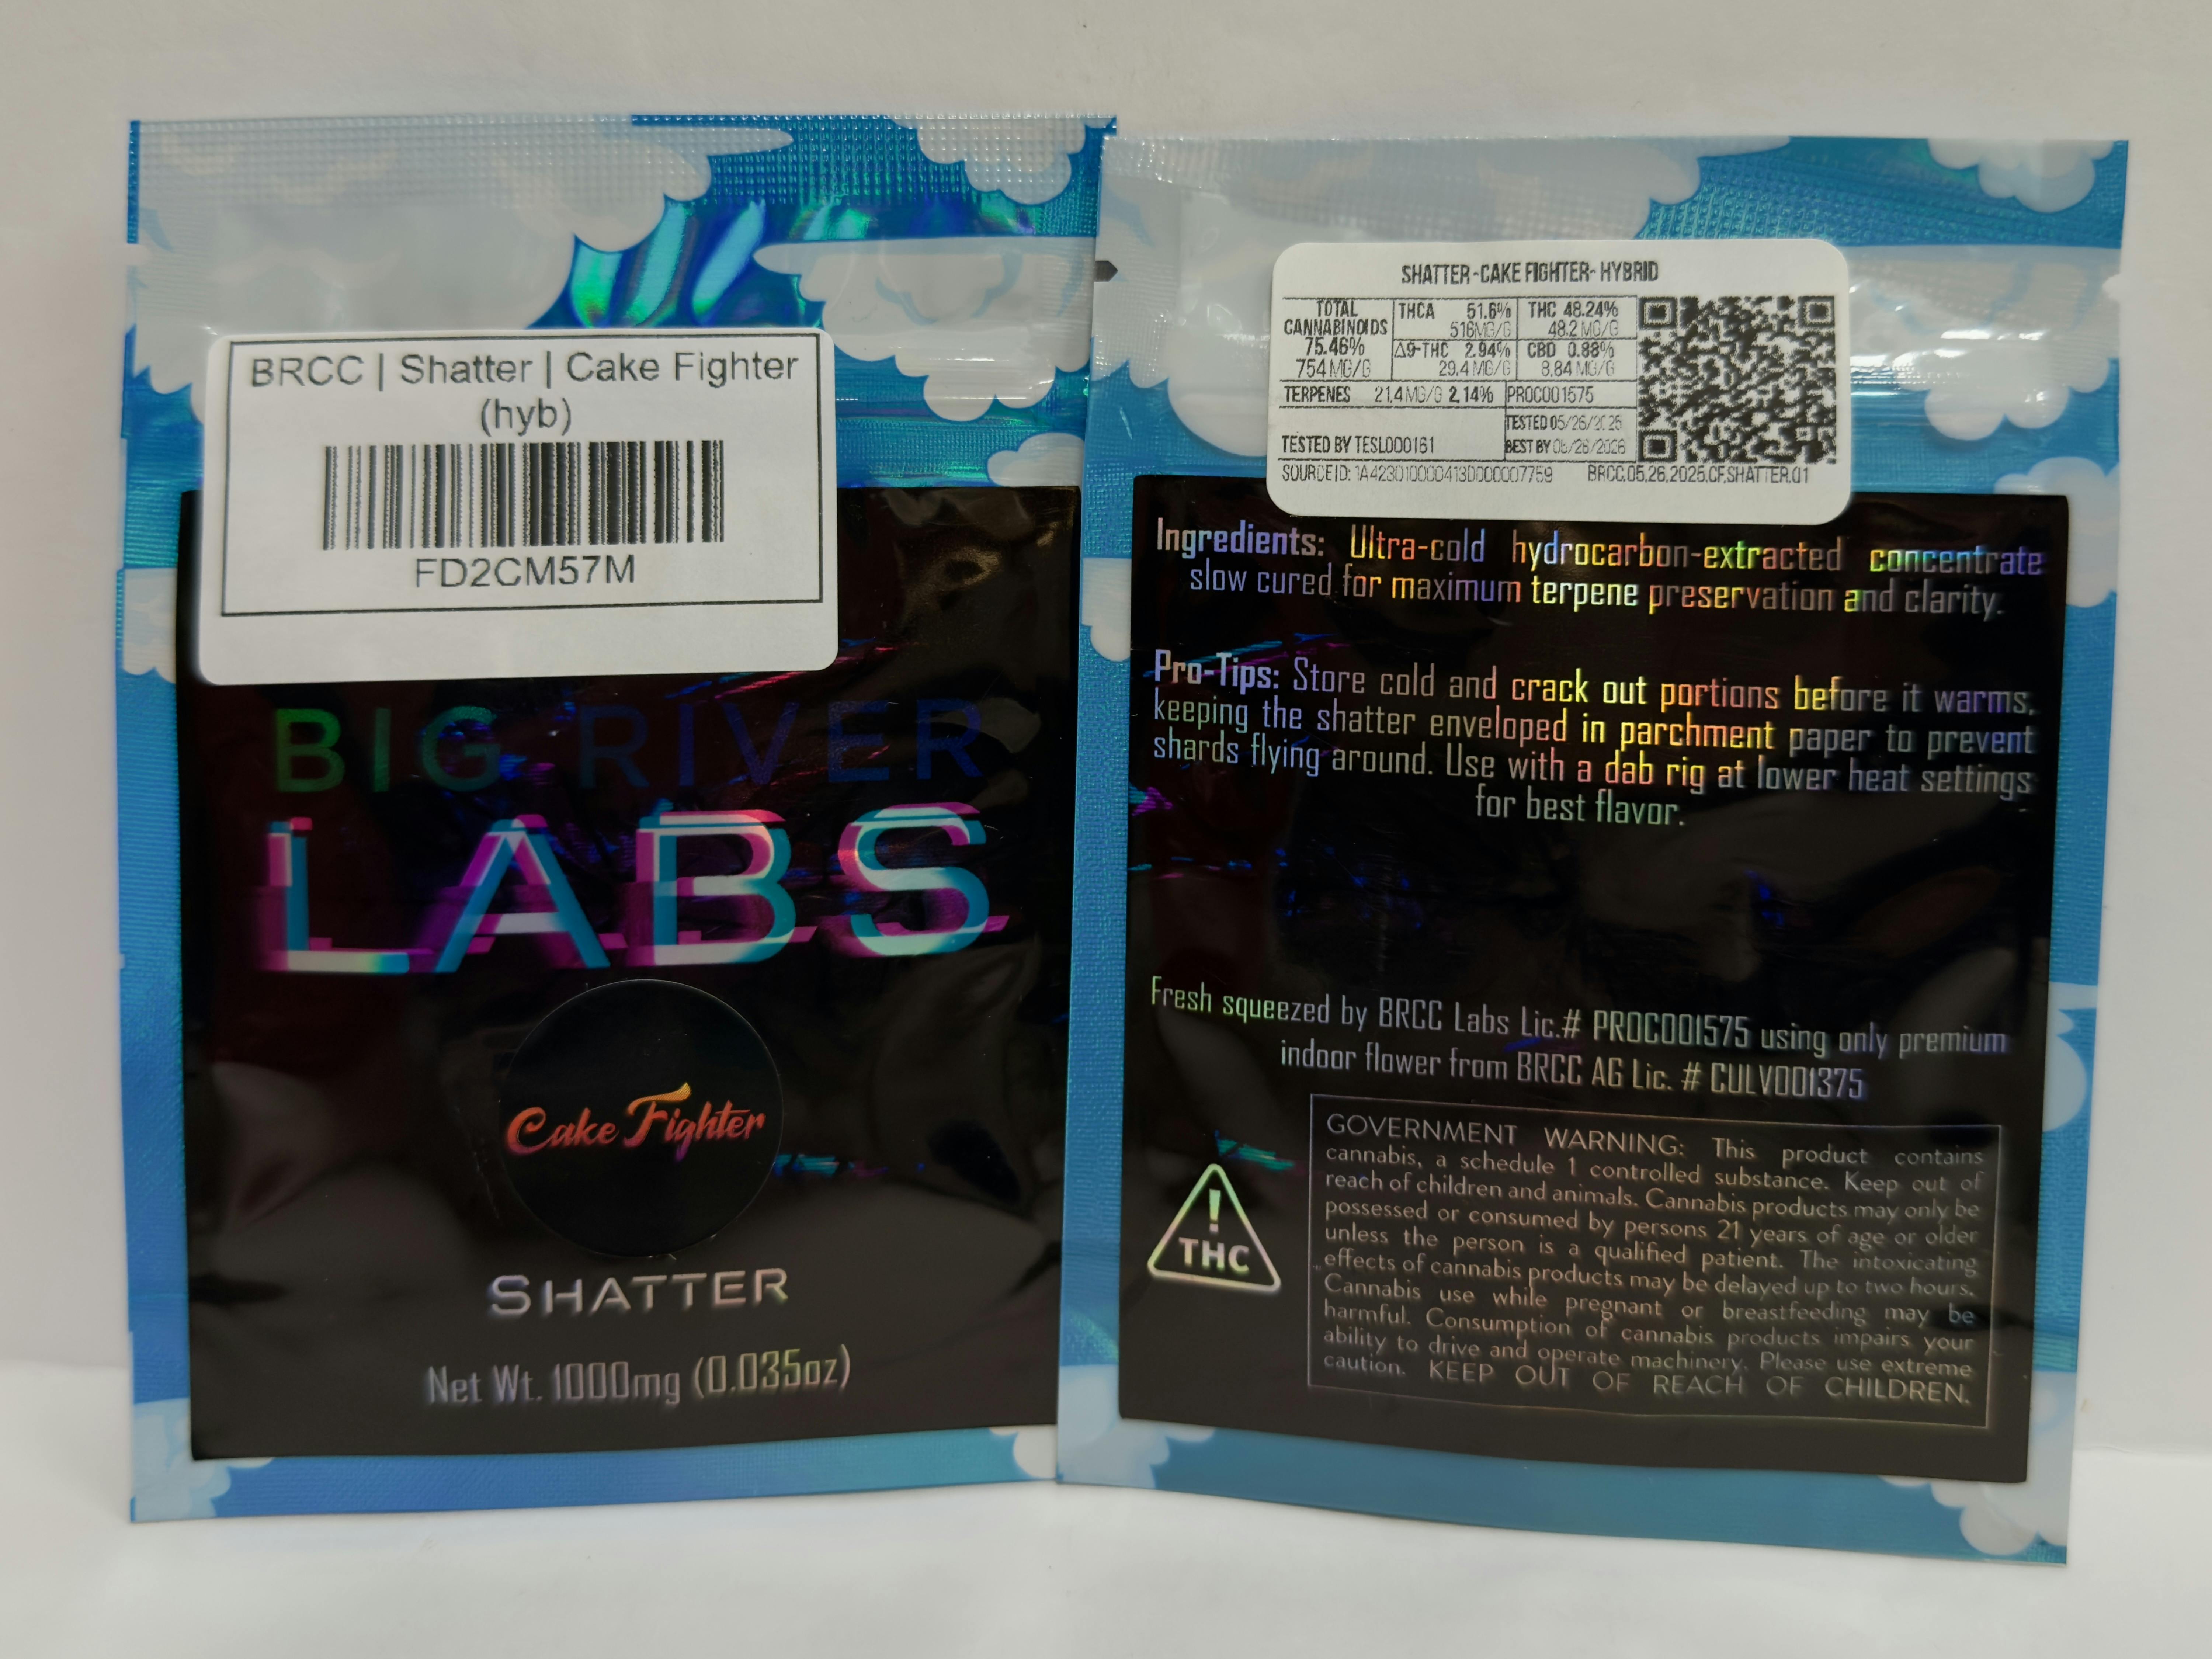 BRCC | Shatter | Cake Fighter
(hyb)
FD2CM57M
BIG RIVER
LABS
Cake Fighter
SHATTER
Net Wt. 1000mg (0.035oz)
SHATTER-CAKE FIGHTER- HYBRID
TOTAL CANNABINOIDS 75.46% 754 MG/G
THCA 51.6% 516MG/G
THC 48.24% 48.2 MG/G
Δ9-THC 2.94% 29.4 MG/G
CBD 0.88% 8.84 MG/G
TERPENES 21.4 MG/G 2.14% PROC001575
TESTED 05/26/2025
TESTED BY TESL000161 BEST BY 05/26/2026
SOURCE ID: BRCC.05.26.2025.CF.SHATTER.01
Ingredients: Ultra-cold hydrocarbon-extracted concentrate
slow cured for maximum terpene preservation and clarity.
Pro-Tips: Store cold and crack out portions before it warms,
keeping the shatter enveloped in parchment paper to prevent
shards flying around. Use with a dab rig at lower heat settings
for best flavor.
Fresh squeezed by BRCC Labs Lic.# PROC001575 using only premium
indoor flower from BRCC AG Lic. # CULV001375
! THC
GOVERNMENT WARNING: This product contains
cannabis, a schedule 1 controlled substance. Keep out of
reach of children and animals. Cannabis products may only be
possessed or consumed by persons 21 years of age or older
unless the person is a qualified patient. The intoxicating
effects of cannabis products may be delayed up to two hours.
Cannabis use while pregnant or breastfeeding may be
harmful. Consumption of cannabis products impairs your
ability to drive and operate machinery. Please use extreme
caution. KEEP OUT OF REACH OF CHILDREN.